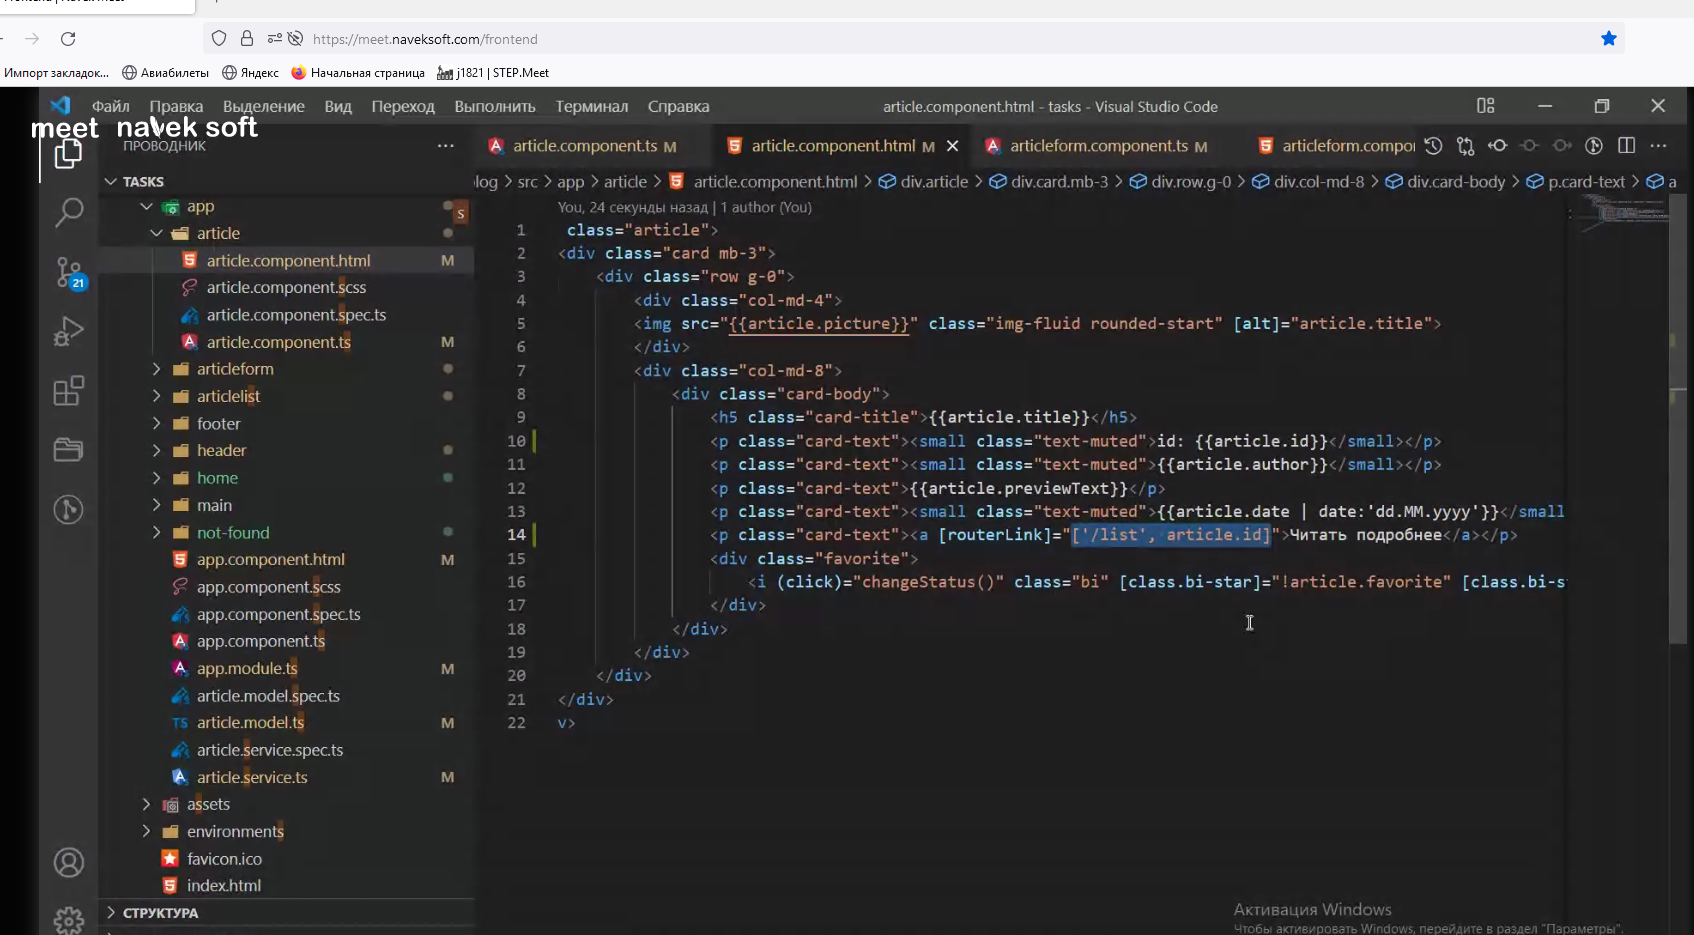 https://meet.naveksoft.com/frontend
Импорт закладок...
Авиабилеты
Яндекс
Начальная страница
j1821 | STEP.Meet
Файл Правка Выделение Вид Переход Выполнить Терминал Справка
article.component.html - tasks - Visual Studio Code
meet navek soft
ПРОВОДНИК
article.component.ts M
article.component.html M
articleform.component.ts M
articleform.compor
TASKS
log > src > app > article > article.component.html > div.article > div.card.mb-3 > div.row.g-0 > div.col-md-8 > div.card-body > p.card-text > a
app
S
article
article.component.html M
article.component.scss
article.component.spec.ts
article.component.ts M
articleform
articlelist
footer
header
home
main
not-found
app.component.html
app.component.scss
app.component.spec.ts
app.component.ts
app.module.ts M
article.model.spec.ts
article.model.ts M
article.service.spec.ts
article.service.ts M
assets
environments
favicon.ico
index.html
СТРУКТУРА
21
TS
You, 24 секунды назад | 1 author (You)
1 class="article">
2 <div class="card mb-3">
3 <div class="row g-0">
4 <div class="col-md-4">
5 <img src="{{article.picture}}" class="img-fluid rounded-start" [alt]="article.title">
6 </div>
7 <div class="col-md-8">
8 <div class="card-body">
9 <h5 class="card-title">{{article.title}}</h5>
10 <p class="card-text"><small class="text-muted">id: {{article.id}}</small></p>
11 <p class="card-text"><small class="text-muted">{{article.author}}</small></p>
12 <p class="card-text">{{article.previewText}}</p>
13 <p class="card-text"><small class="text-muted">{{article.date | date:'dd.MM.yyyy'}}</small
14 <p class="card-text"><a [routerLink]="['/list', article.id]">Читать подробнее</a></p>
15 <div class="favorite">
16 <i (click)="changeStatus()" class="bi" [class.bi-star]="!article.favorite" [class.bi-s
17 </div>
18 </div>
19 </div>
20 </div>
21 </div>
22 v>
Активация Windows
Чтобы активировать Windows, перейдите в раздел "Параметры".